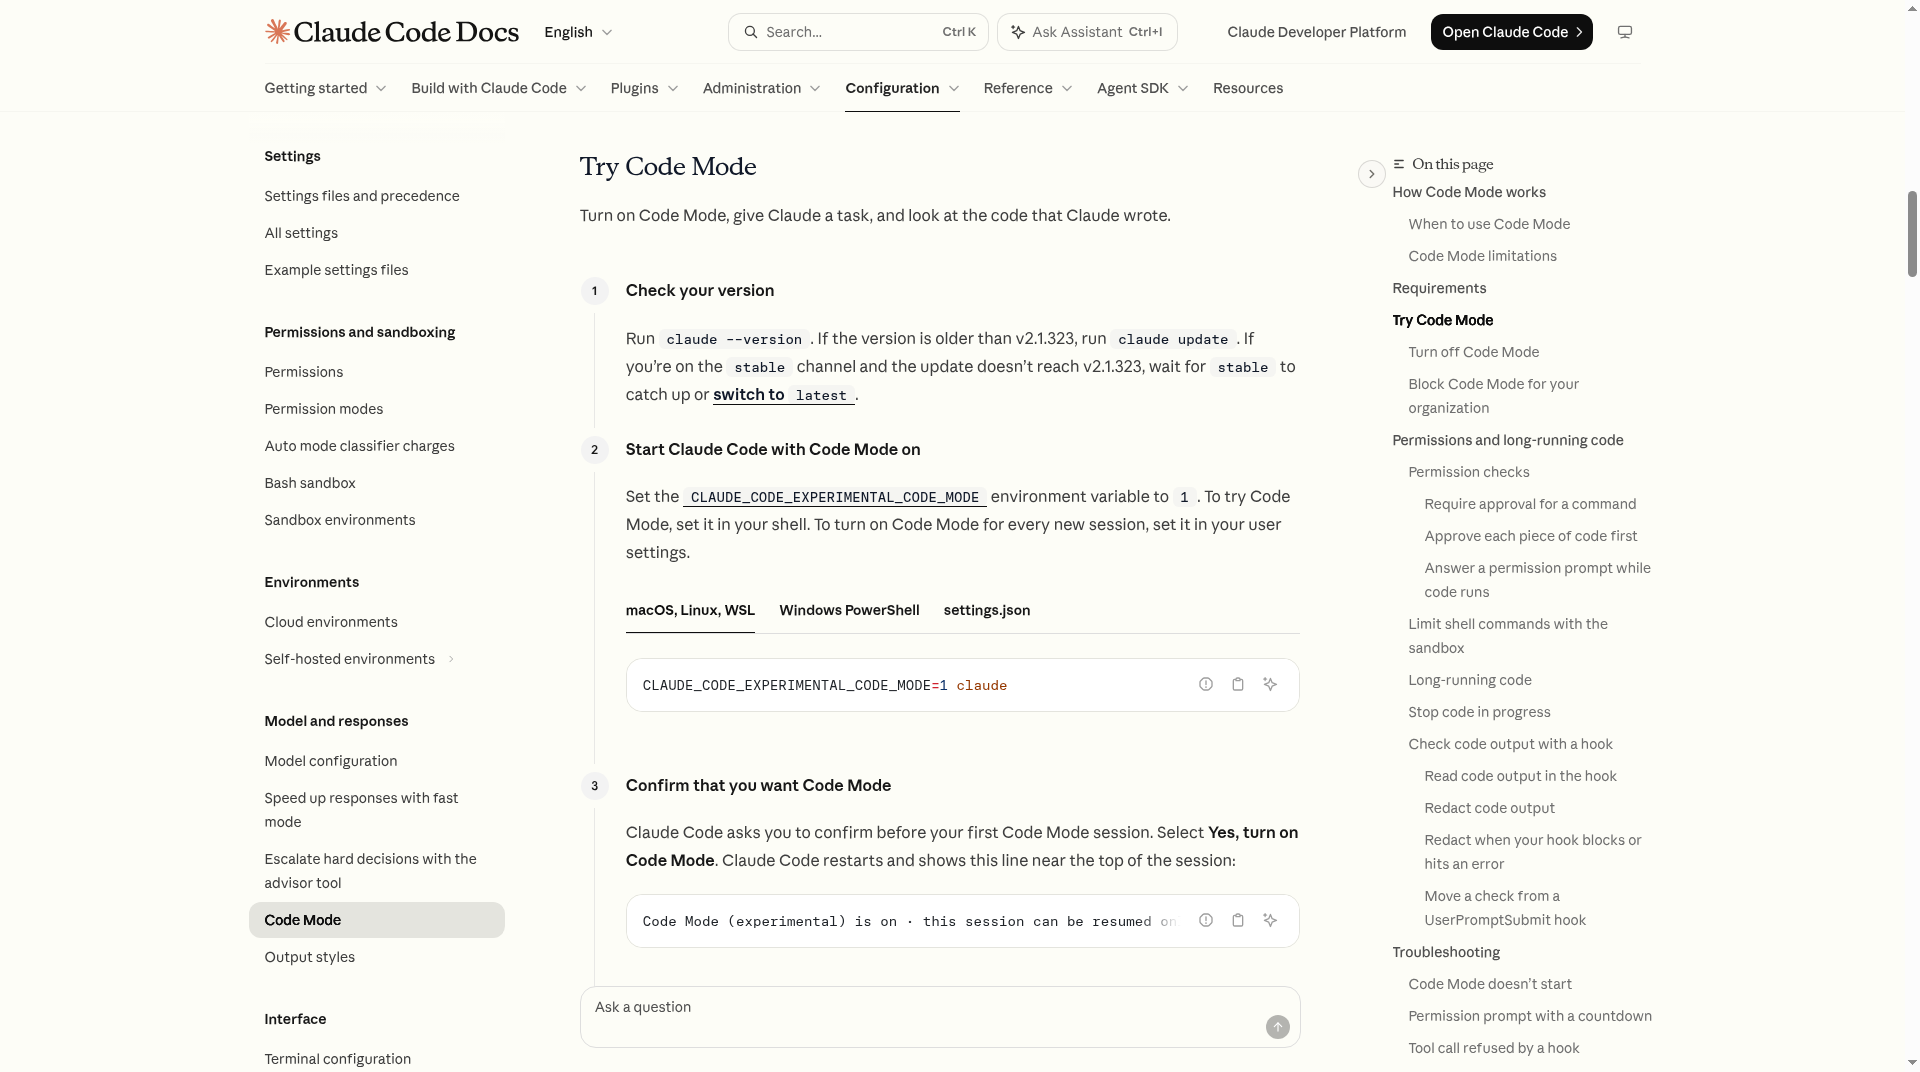 Claude Code Docs
English
Search...
Ctrl K
Ask Assistant
Ctrl+I
Claude Developer Platform
Open Claude Code
Getting started
Build with Claude Code
Plugins
Administration
Configuration
Reference
Agent SDK
Resources
Settings
Settings files and precedence
All settings
Example settings files
Permissions and sandboxing
Permissions
Permission modes
Auto mode classifier charges
Bash sandbox
Sandbox environments
Environments
Cloud environments
Self-hosted environments
Model and responses
Model configuration
Speed up responses with fast
mode
Escalate hard decisions with the
advisor tool
Code Mode
Output styles
Interface
Terminal configuration
Try Code Mode
Turn on Code Mode, give Claude a task, and look at the code that Claude wrote.
1
Check your version
Run claude --version . If the version is older than v2.1.323, run claude update . If
you’re on the stable channel and the update doesn’t reach v2.1.323, wait for stable to
catch up or switch to latest .
2
Start Claude Code with Code Mode on
Set the CLAUDE_CODE_EXPERIMENTAL_CODE_MODE environment variable to 1 . To try Code
Mode, set it in your shell. To turn on Code Mode for every new session, set it in your user
settings.
macOS, Linux, WSL
Windows PowerShell
settings.json
CLAUDE_CODE_EXPERIMENTAL_CODE_MODE=1 claude
3
Confirm that you want Code Mode
Claude Code asks you to confirm before your first Code Mode session. Select Yes, turn on
Code Mode. Claude Code restarts and shows this line near the top of the session:
Code Mode (experimental) is on · this session can be resumed on
Ask a question
On this page
How Code Mode works
When to use Code Mode
Code Mode limitations
Requirements
Try Code Mode
Turn off Code Mode
Block Code Mode for your
organization
Permissions and long-running code
Permission checks
Require approval for a command
Approve each piece of code first
Answer a permission prompt while
code runs
Limit shell commands with the
sandbox
Long-running code
Stop code in progress
Check code output with a hook
Read code output in the hook
Redact code output
Redact when your hook blocks or
hits an error
Move a check from a
UserPromptSubmit hook
Troubleshooting
Code Mode doesn’t start
Permission prompt with a countdown
Tool call refused by a hook